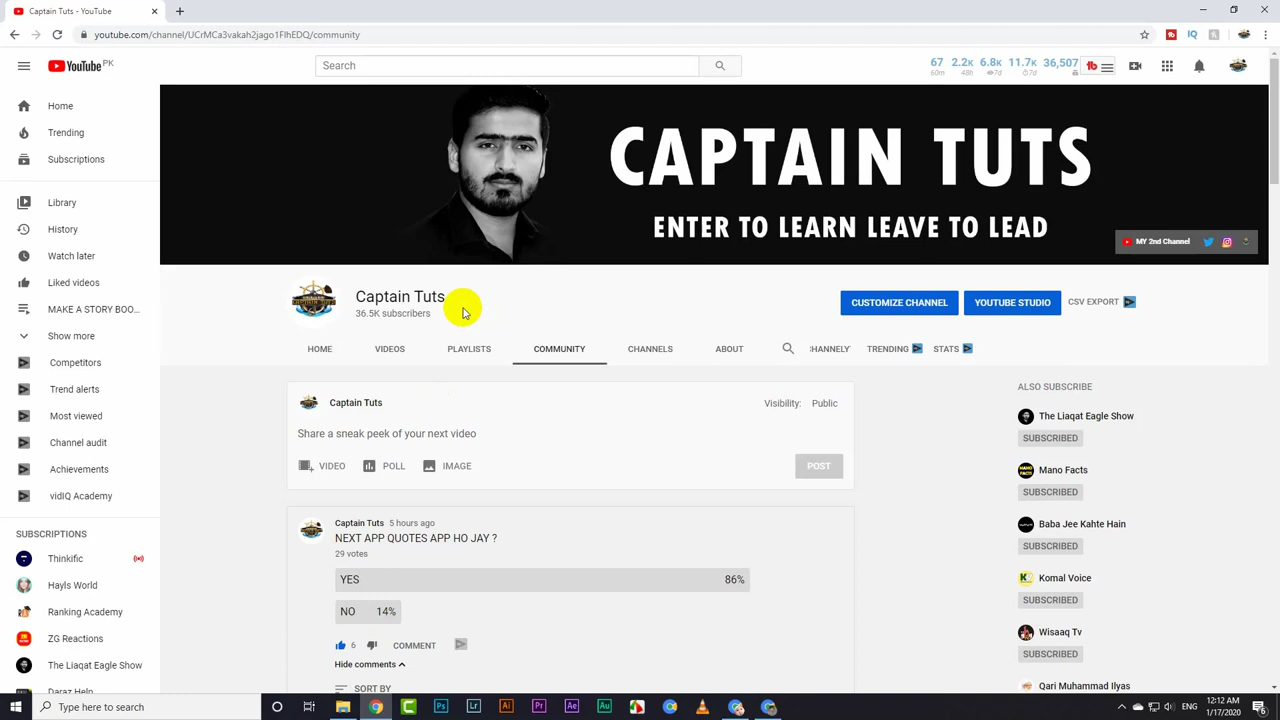 Captain Tuts
youtube.com/channel/UCrMCa3vakah2jago1FIhEDQ/community
YouTube PK
Search
67 2.2K 6.8K 11.7K 36,507
60m 48h 7d 7d
Home
Trending
Subscriptions
Library
History
Watch later
Liked videos
MAKE A STORY BOO...
Show more
Competitors
Trend alerts
Most viewed
Channel audit
Achievements
vidIQ Academy
SUBSCRIPTIONS
Thinkific
Hayls World
Ranking Academy
ZG Reactions
The Liaqat Eagle Show
Daraz Help
CAPTAIN TUTS
ENTER TO LEARN LEAVE TO LEAD
MY 2nd Channel
Captain Tuts
36.5K subscribers
CUSTOMIZE CHANNEL YOUTUBE STUDIO CSV EXPORT
HOME VIDEOS PLAYLISTS COMMUNITY CHANNELS ABOUT CHANNELY TRENDING STATS
Captain Tuts Visibility: Public
Share a sneak peek of your next video
VIDEO POLL IMAGE POST
Captain Tuts 5 hours ago
NEXT APP QUOTES APP HO JAY ?
29 votes
YES 86%
NO 14%
6 COMMENT
Hide comments
SORT BY
ALSO SUBSCRIBE
The Liaqat Eagle Show
SUBSCRIBED
Mano Facts
SUBSCRIBED
Baba Jee Kahte Hain
SUBSCRIBED
Komal Voice
SUBSCRIBED
Wisaaq Tv
SUBSCRIBED
Qari Muhammad Ilyas
Type here to search
ENG
12:12 AM
1/17/2020